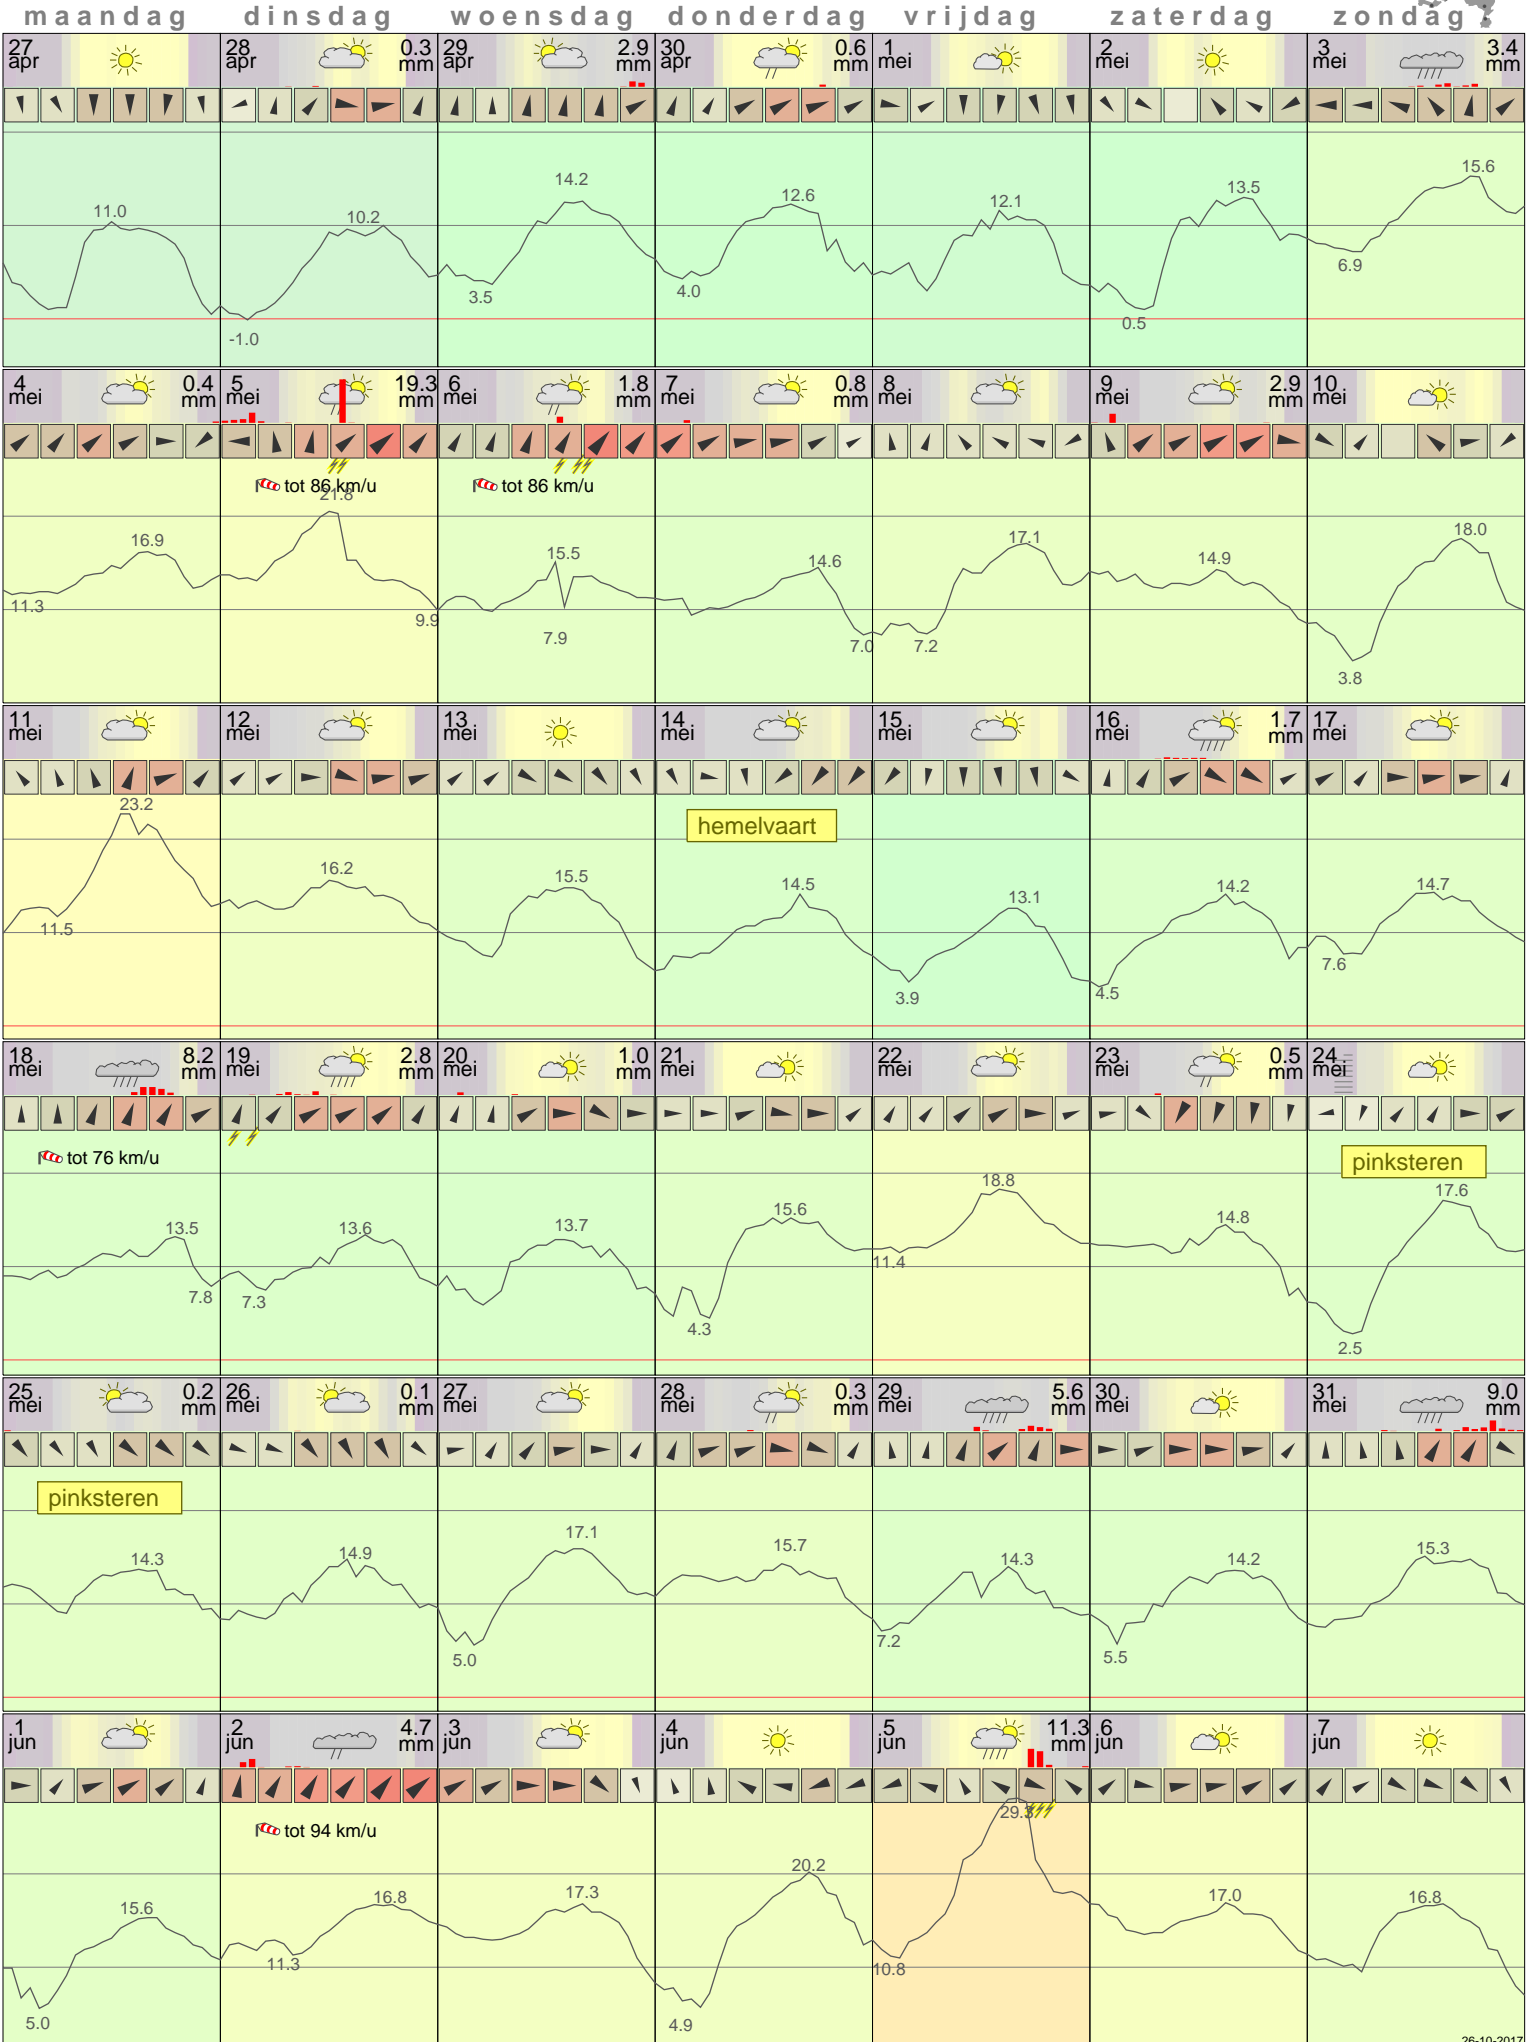 maandag dinsdag woensdag donderdag vrijdag zaterdag zondag
27 apr 28 apr 0.3 mm 29 apr 2.9 mm 30 apr 0.6 mm 1 mei 2 mei 3 mei 3.4 mm
11.0 10.2 14.2 12.6 12.1 13.5 15.6
-1.0 3.5 4.0 0.5 6.9
4 mei 0.4 mm 5 mei 19.3 mm 6 mei 1.8 mm 7 mei 0.8 mm 8 mei 9 mei 2.9 mm 10 mei
tot 86 km/u tot 86 km/u
16.9 21.8 15.5 14.6 17.1 14.9 18.0
11.3 9.9 7.9 7.0 7.2 3.8
11 mei 12 mei 13 mei 14 mei 15 mei 16 mei 1.7 mm 17 mei
hemelvaart
23.2 16.2 15.5 14.5 13.1 14.2 14.7
11.5 3.9 4.5 7.6
18 mei 8.2 mm 19 mei 2.8 mm 20 mei 1.0 mm 21 mei 22 mei 23 mei 0.5 mm 24 mei
tot 76 km/u pinksteren
13.5 13.6 13.7 15.6 18.8 14.8 17.6
7.8 7.3 4.3 11.4 2.5
25 mei 0.2 mm 26 mei 0.1 mm 27 mei 28 mei 0.3 mm 29 mei 5.6 mm 30 mei 31 mei 9.0 mm
pinksteren
14.3 14.9 17.1 15.7 14.3 14.2 15.3
5.0 7.2 5.5
1 jun 2 jun 4.7 mm 3 jun 4 jun 5 jun 11.3 mm 6 jun 7 jun
tot 94 km/u
15.6 16.8 17.3 20.2 29.3 17.0 16.8
5.0 11.3 4.9 10.8
26-10-2017